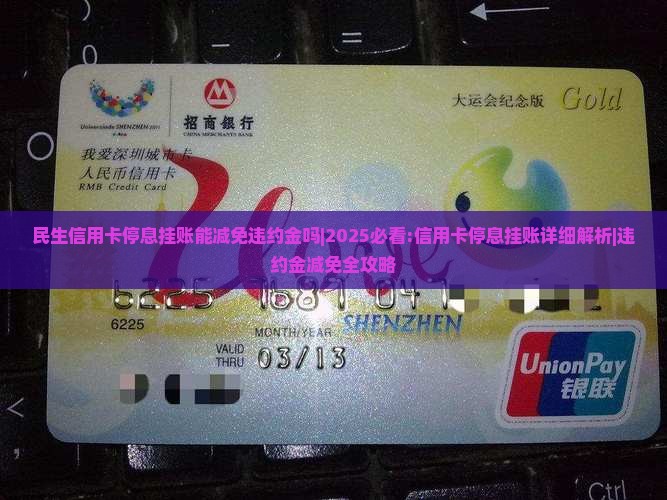 Universiade SHENZHEN 2011
招商银行
CHINA MERCHANTS BANK
大运会纪念版 Gold
我爱深圳城市卡
人民币信用卡
RMB Credit Card
民生信用卡停息挂账能减免违约金吗|2025必看:信用卡停息挂账详细解析|违
约金减免全攻略
6225
6225
MONTH/YEAR
SHENZHEN
VALID
THRU
03/13
UnionPay
银联
Ctrl